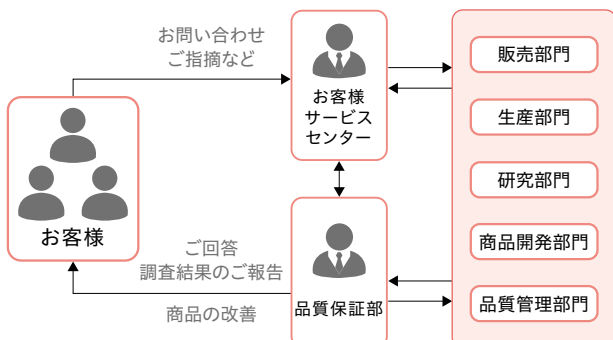 お問い合わせ
ご指摘など
お客様
サービス
センター
販売部門
生産部門
研究部門
商品開発部門
品質管理部門
お客様
ご回答
調査結果のご報告
商品の改善
品質保証部